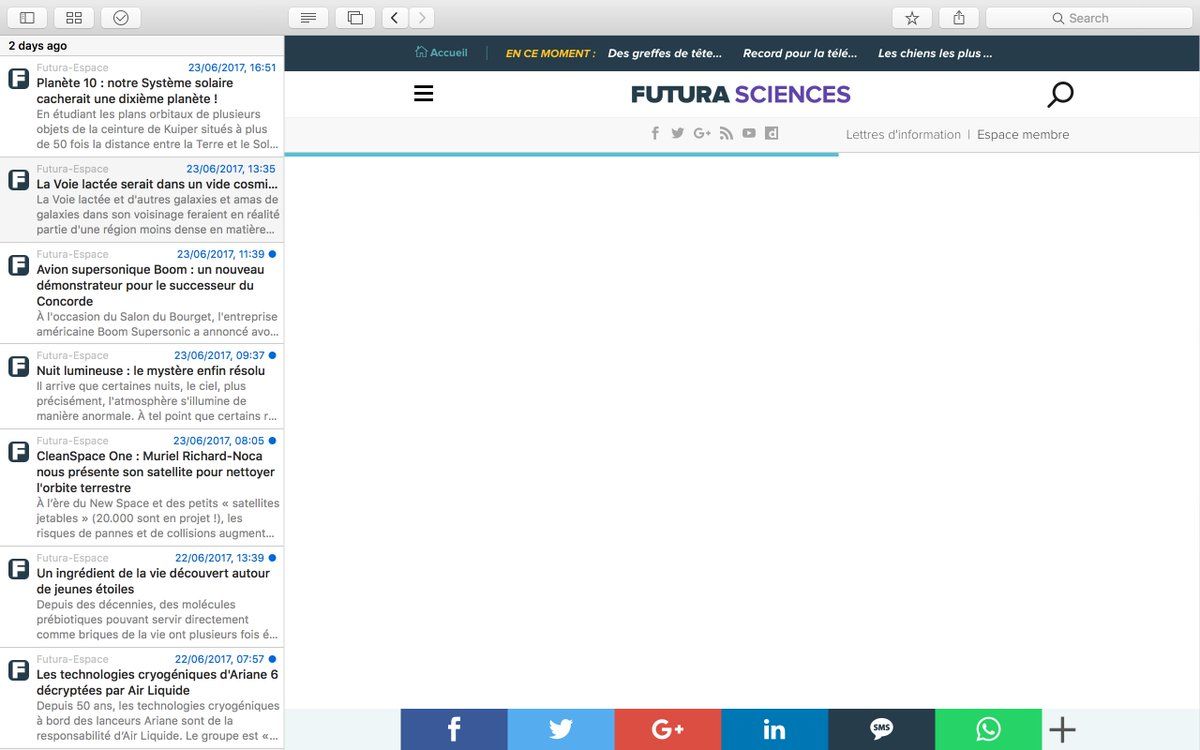 Search
2 days ago
Futura-Espace 23/06/2017, 16:51
Planète 10 : notre Système solaire
cacherait une dixième planète !
En étudiant les plans orbitaux de plusieurs
objets de la ceinture de Kuiper situés à plus
de 50 fois la distance entre la Terre et le Sol...
Futura-Espace 23/06/2017, 13:35
La Voie lactée serait dans un vide cosmi...
La Voie lactée et d'autres galaxies et amas de
galaxies dans son voisinage feraient en réalité
partie d'une région moins dense en matière...
Futura-Espace 23/06/2017, 11:39
Avion supersonique Boom : un nouveau
démonstrateur pour le successeur du
Concorde
À l'occasion du Salon du Bourget, l'entreprise
américaine Boom Supersonic a annoncé avo...
Futura-Espace 23/06/2017, 09:37
Nuit lumineuse : le mystère enfin résolu
Il arrive que certaines nuits, le ciel, plus
précisément, l'atmosphère s'illumine de
manière anormale. À tel point que certains r...
Futura-Espace 23/06/2017, 08:05
CleanSpace One : Muriel Richard-Noca
nous présente son satellite pour nettoyer
l'orbite terrestre
À l'ère du New Space et des petits « satellites
jetables » (20.000 sont en projet !), les
risques de pannes et de collisions augment...
Futura-Espace 22/06/2017, 13:39
Un ingrédient de la vie découvert autour
de jeunes étoiles
Depuis des décennies, des molécules
prébiotiques pouvant servir directement
comme briques de la vie ont plusieurs fois é...
Futura-Espace 22/06/2017, 07:57
Les technologies cryogéniques d'Ariane 6
décryptées par Air Liquide
Depuis 50 ans, les technologies cryogéniques
à bord des lanceurs Ariane sont de la
responsabilité d'Air Liquide. Le groupe est «...
Accueil | EN CE MOMENT : Des greffes de tête... Record pour la télé... Les chiens les plus ...
FUTURA SCIENCES
Lettres d'information | Espace membre
SMS